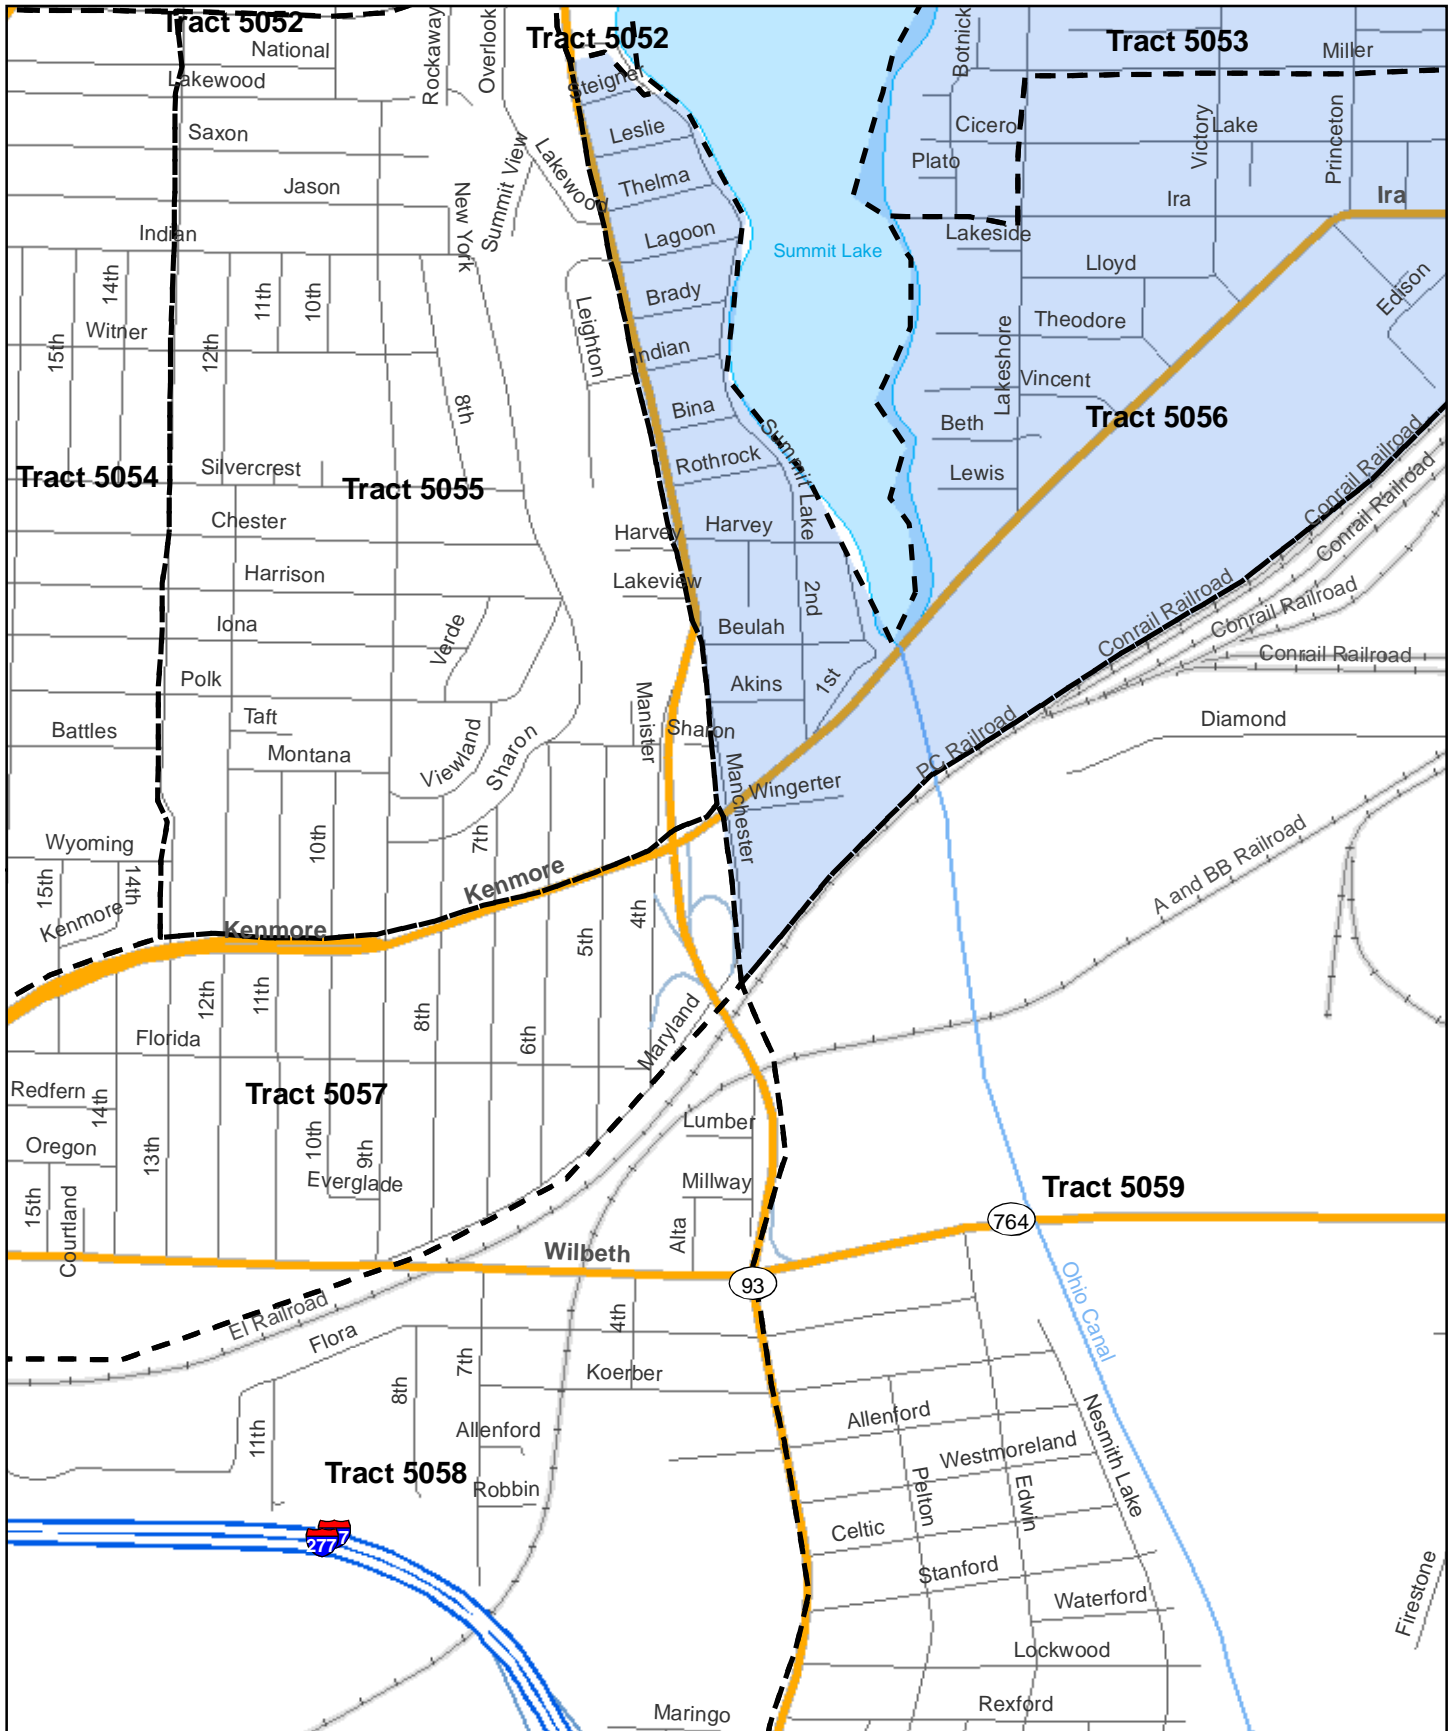 Tract 5052
Tract 5052
Tract 5053
National
Lakewood
Rockaway
Overlook
Steigner
Botnick
Miller
Saxon
Leslie
Cicero
Lake
Victory
Princeton
Jason
New York
Summit View
Lakewood
Thelma
Plato
Ira
Ira
Indian
Lagoon
Summit Lake
Lakeside
14th
11th
10th
Brady
Lloyd
Edison
15th
Witner
12th
Leighton
Indian
Lakeshore
Theodore
8th
Bina
Vincent
Beth
Tract 5056
Tract 5054
Silvercrest
Tract 5055
Rothrock
Summit Lake
Lewis
Conrail Railroad
Conrail Railroad
Chester
Harvey
Harvey
Harrison
Lakeview
2nd
Conrail Railroad
Conrail Railroad
Conrail Railroad
Iona
Verde
Beulah
Polk
Akins
1st
Battles
Taft
Manister
Sharon
Diamond
Montana
Viewland
Sharon
Manchester
Wingerter
PC Railroad
Wyoming
10th
7th
A and BB Railroad
15th
14th
Kenmore
Kenmore
Kenmore
4th
5th
12th
11th
8th
6th
Maryland
Florida
Redfern
14th
Tract 5057
Lumber
Oregon
13th
10th
9th
Everglade
Millway
Tract 5059
15th
Courtland
Alta
764
Wilbeth
93
Ohio Canal
El Railroad
Flora
4th
7th
8th
Koerber
11th
Allenford
Allenford
Nesmith Lake
Westmoreland
Tract 5058
Robbin
Pelton
Edwin
Celtic
277
7
Stanford
Waterford
Firestone
Lockwood
Rexford
Maringo